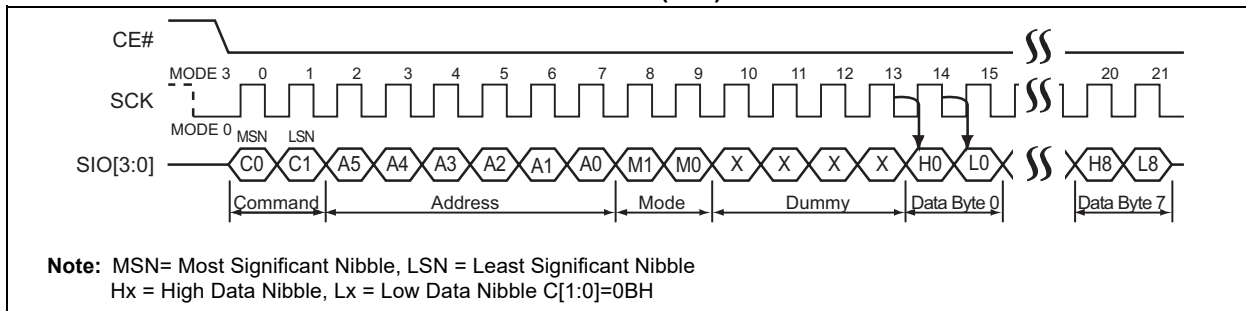 CE#
MODE 3 0 1 2 3 4 5 6 7 8 9 10 11 12 13 14 15 20 21
SCK
MODE 0
MSN LSN
SIO[3:0] C0 C1 A5 A4 A3 A2 A1 A0 M1 M0 X X X X H0 L0 H8 L8
Command Address Mode Dummy Data Byte 0 Data Byte 7
Note: MSN= Most Significant Nibble, LSN = Least Significant Nibble
Hx = High Data Nibble, Lx = Low Data Nibble C[1:0]=0BH